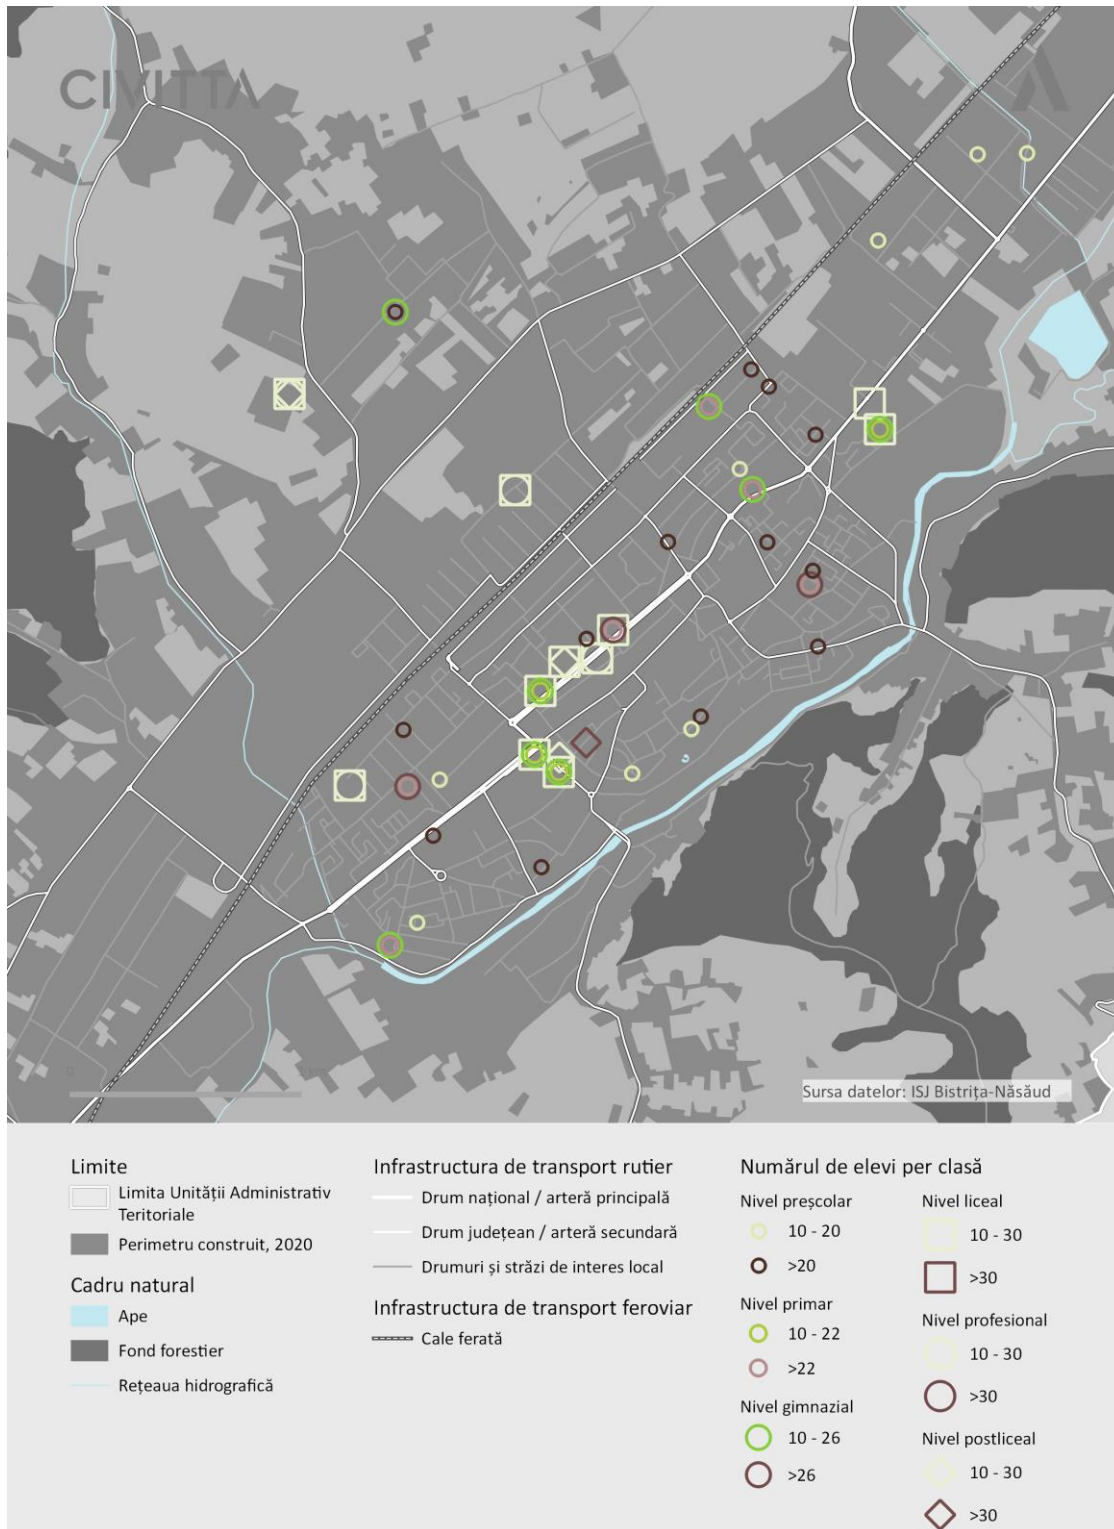 CIVITTA
Sursa datelor: ISJ Bistrița-Năsăud
Limite
Limita Unității Administrativ
Teritoriale
Perimetru construit, 2020
Cadru natural
Ape
Fond forestier
Rețeaua hidrografică
Infrastructura de transport rutier
Drum național / arteră principală
Drum județean / arteră secundară
Drumuri și străzi de interes local
Infrastructura de transport feroviar
Cale ferată
Numărul de elevi per clasă
Nivel preșcolar
10 - 20
>20
Nivel primar
10 - 22
>22
Nivel gimnazial
10 - 26
>26
Nivel liceal
10 - 30
>30
Nivel profesional
10 - 30
>30
Nivel postliceal
10 - 30
>30